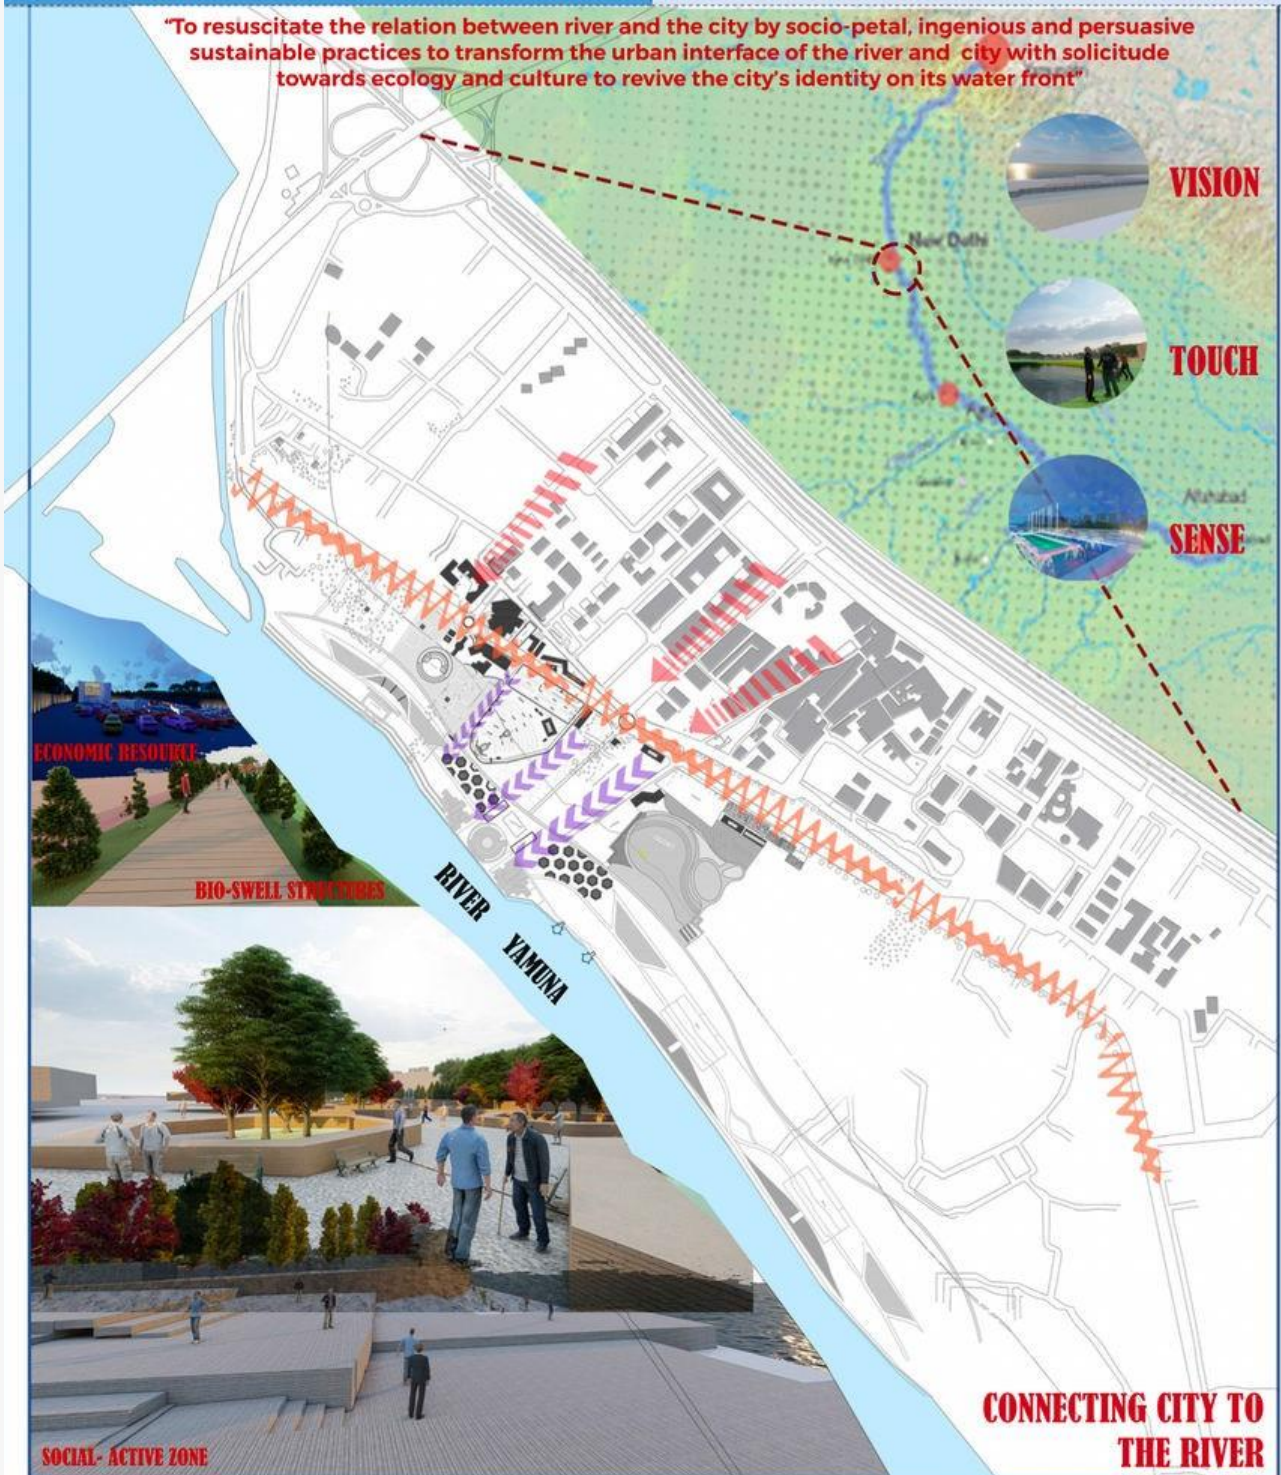 "To resuscitate the relation between river and the city by socio-petal, ingenious and persuasive
sustainable practices to transform the urban interface of the river and city with solicitude
towards ecology and culture to revive the city's identity on its water front"
VISION
New Delhi
TOUCH
Agra
Allahabad
SENSE
ECONOMIC RESOURCE
BIO-SWELL STRUCTURES
RIVER
YAMUNA
CONNECTING CITY TO
THE RIVER
SOCIAL- ACTIVE ZONE